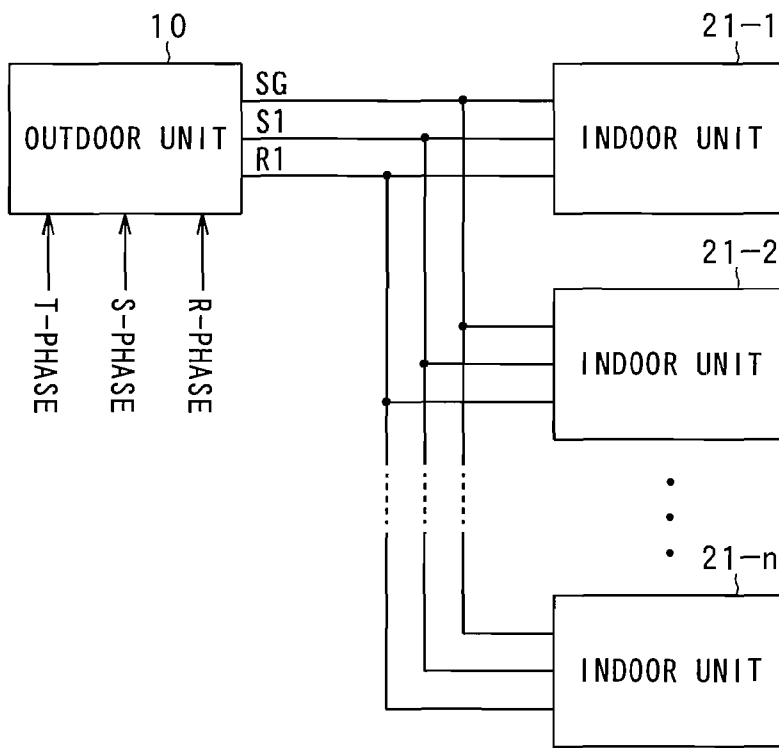 10
21-1
SG
S1
R1
OUTDOOR UNIT
INDOOR UNIT
T-PHASE
S-PHASE
R-PHASE
21-2
INDOOR UNIT
21-n
INDOOR UNIT